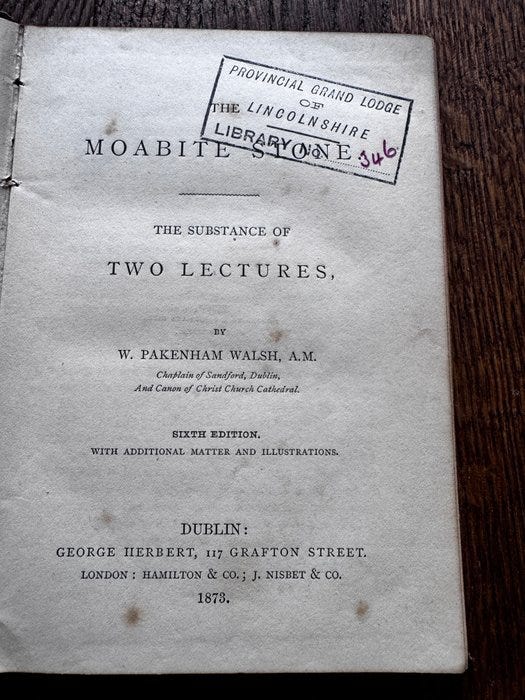 PROVINCIAL GRAND LODGE
OF
LINCOLNSHIRE
LIBRARY No. 346
THE
MOABITE STONE.
THE SUBSTANCE OF
TWO LECTURES,
BY
W. PAKENHAM WALSH, A.M.
Chaplain of Sandford, Dublin,
And Canon of Christ Church Cathedral.
SIXTH EDITION.
WITH ADDITIONAL MATTER AND ILLUSTRATIONS.
DUBLIN:
GEORGE HERBERT, 117 GRAFTON STREET.
LONDON: HAMILTON & CO.; J. NISBET & CO.
1873.